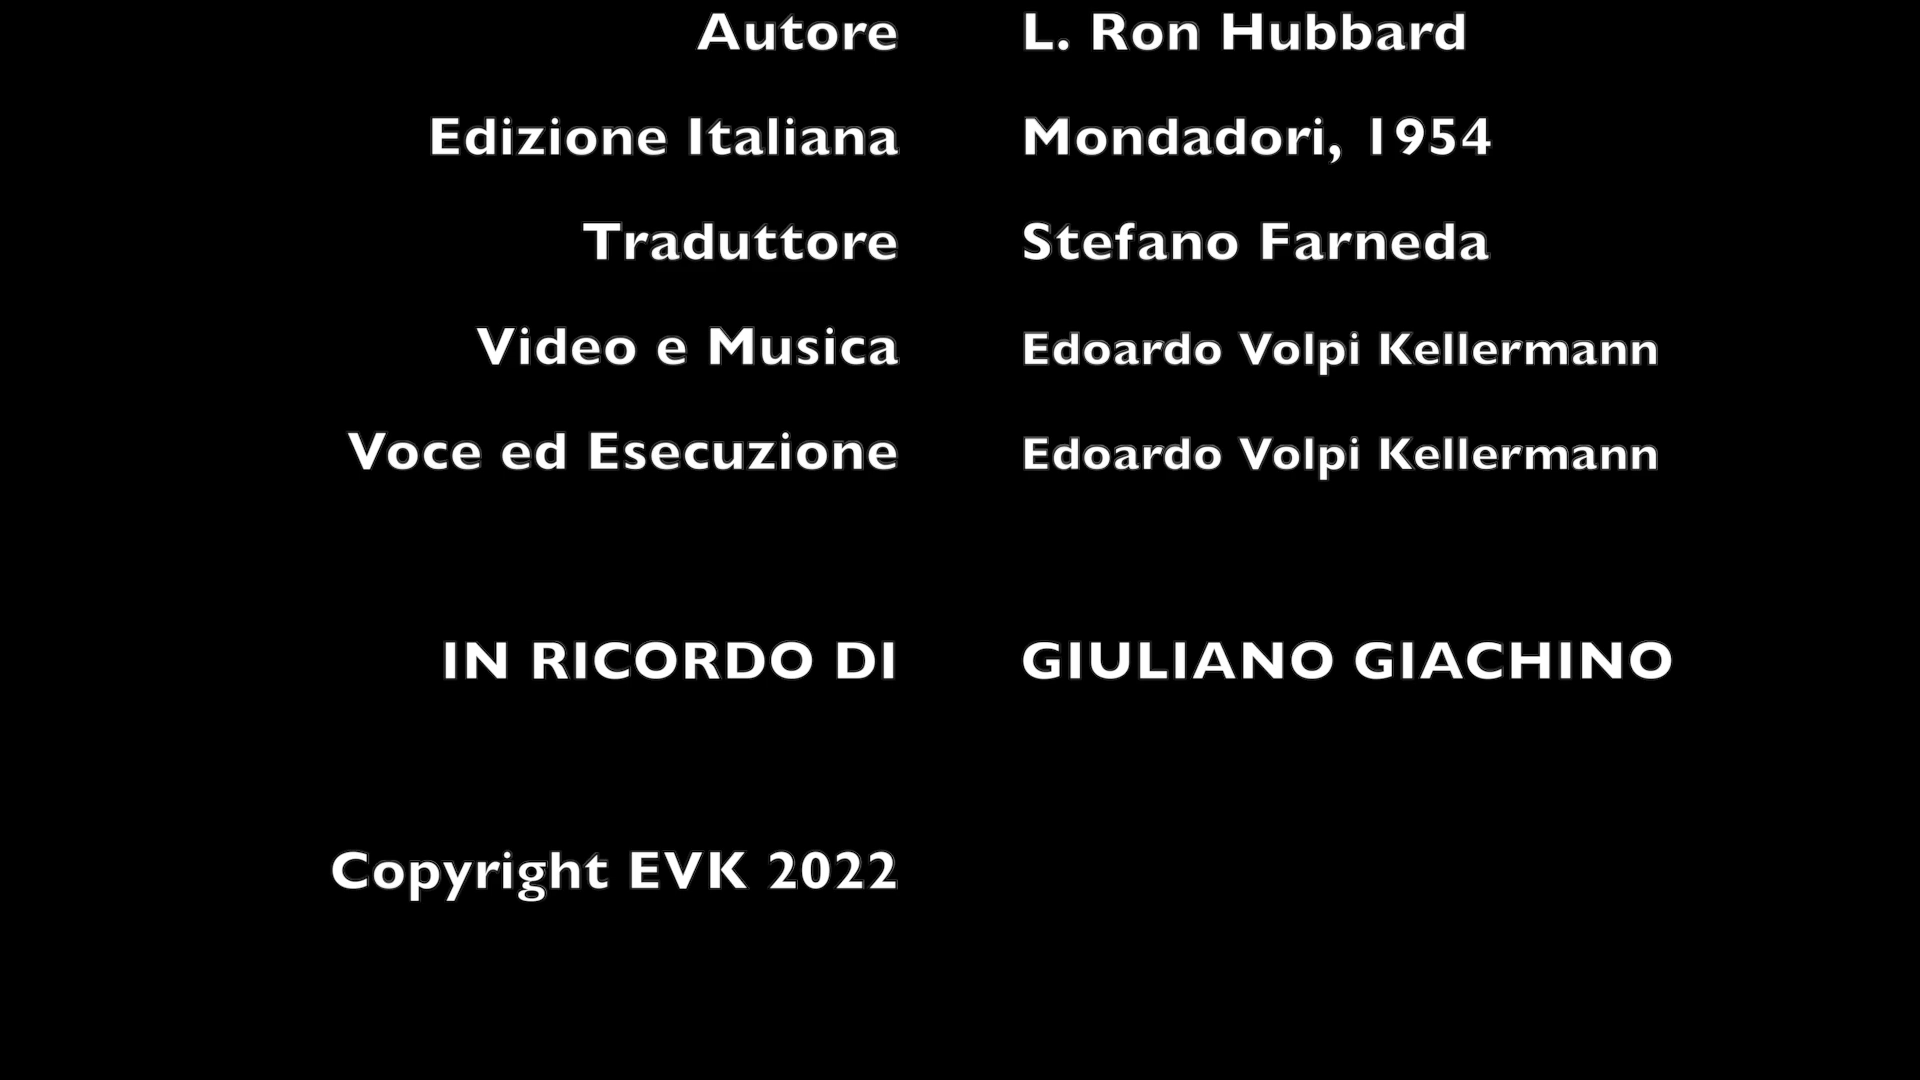 Autore L. Ron Hubbard
Edizione Italiana Mondadori, 1954
Traduttore Stefano Farneda
Video e Musica Edoardo Volpi Kellermann
Voce ed Esecuzione Edoardo Volpi Kellermann
IN RICORDO DI GIULIANO GIACHINO
Copyright EVK 2022